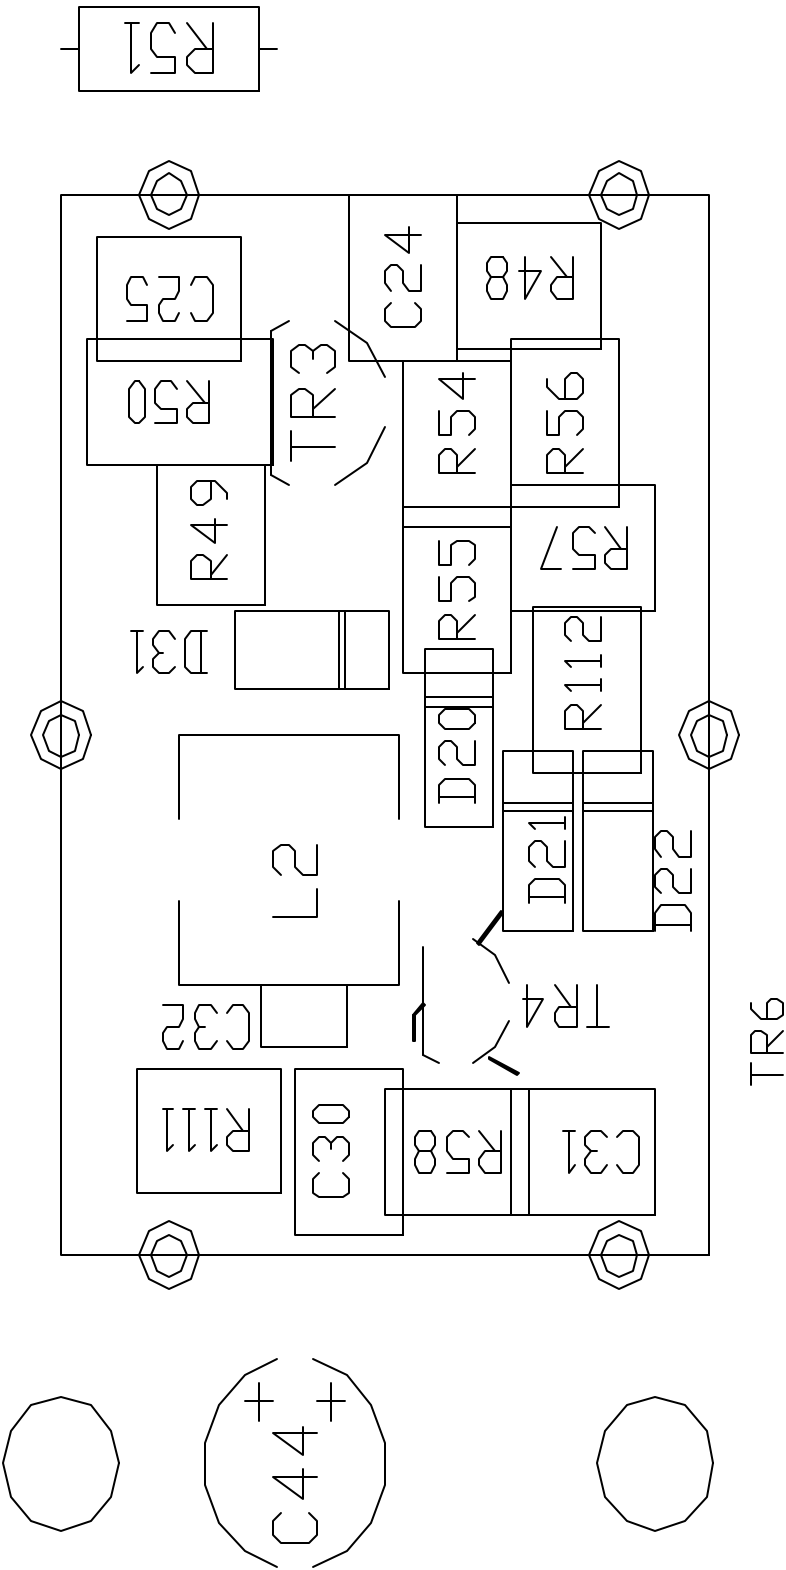 R51
C25
C24
R48
R50
TR3
R54
R56
R49
R55
R57
D31
R112
D20
L2
D21
D22
C32
TR4
TR6
R111
C30
R58
C31
+ +
C44